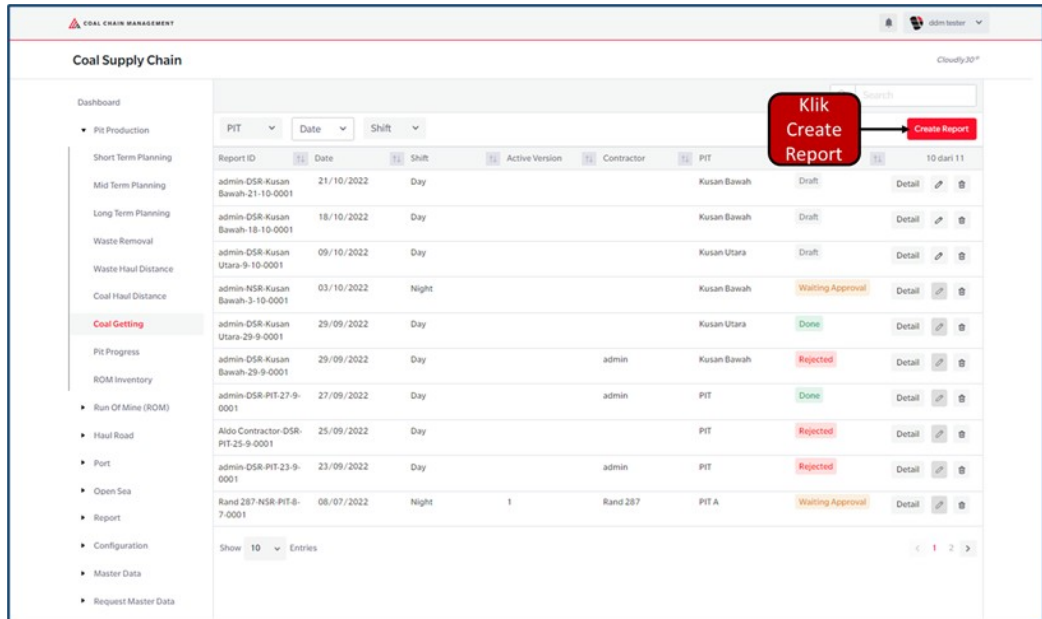 COAL CHAIN MANAGEMENT
ddm tester
Coal Supply Chain
Cloudly30°
Search
Dashboard
Pit Production
Short Term Planning
Mid Term Planning
Long Term Planning
Waste Removal
Waste Haul Distance
Coal Haul Distance
Coal Getting
Pit Progress
ROM Inventory
Run Of Mine (ROM)
Haul Road
Port
Open Sea
Report
Configuration
Master Data
Request Master Data
PIT Date Shift
Klik
Create
Report
Create Report
Report ID Date Shift Active Version Contractor PIT 10 dari 11
admin-DSR-Kusan 21/10/2022 Day Kusan Bawah Draft Detail
Bawah-21-10-0001
admin-DSR-Kusan 18/10/2022 Day Kusan Bawah Draft Detail
Bawah-18-10-0001
admin-DSR-Kusan 09/10/2022 Day Kusan Utara Draft Detail
Utara-9-10-0001
admin-NSR-Kusan 03/10/2022 Night Kusan Bawah Waiting Approval Detail
Bawah-3-10-0001
admin-DSR-Kusan 29/09/2022 Day Kusan Utara Done Detail
Utara-29-9-0001
admin-DSR-Kusan 29/09/2022 Day admin Kusan Bawah Rejected Detail
Bawah-29-9-0001
admin-DSR-PIT-27-9- 27/09/2022 Day admin PIT Done Detail
0001
Aldo Contractor-DSR- 25/09/2022 Day PIT Rejected Detail
PIT-25-9-0001
admin-DSR-PIT-23-9- 23/09/2022 Day admin PIT Rejected Detail
0001
Rand 287-NSR-PIT-8- 08/07/2022 Night 1 Rand 287 PIT A Waiting Approval Detail
7-0001
Show 10 Entries
< 1 2 >